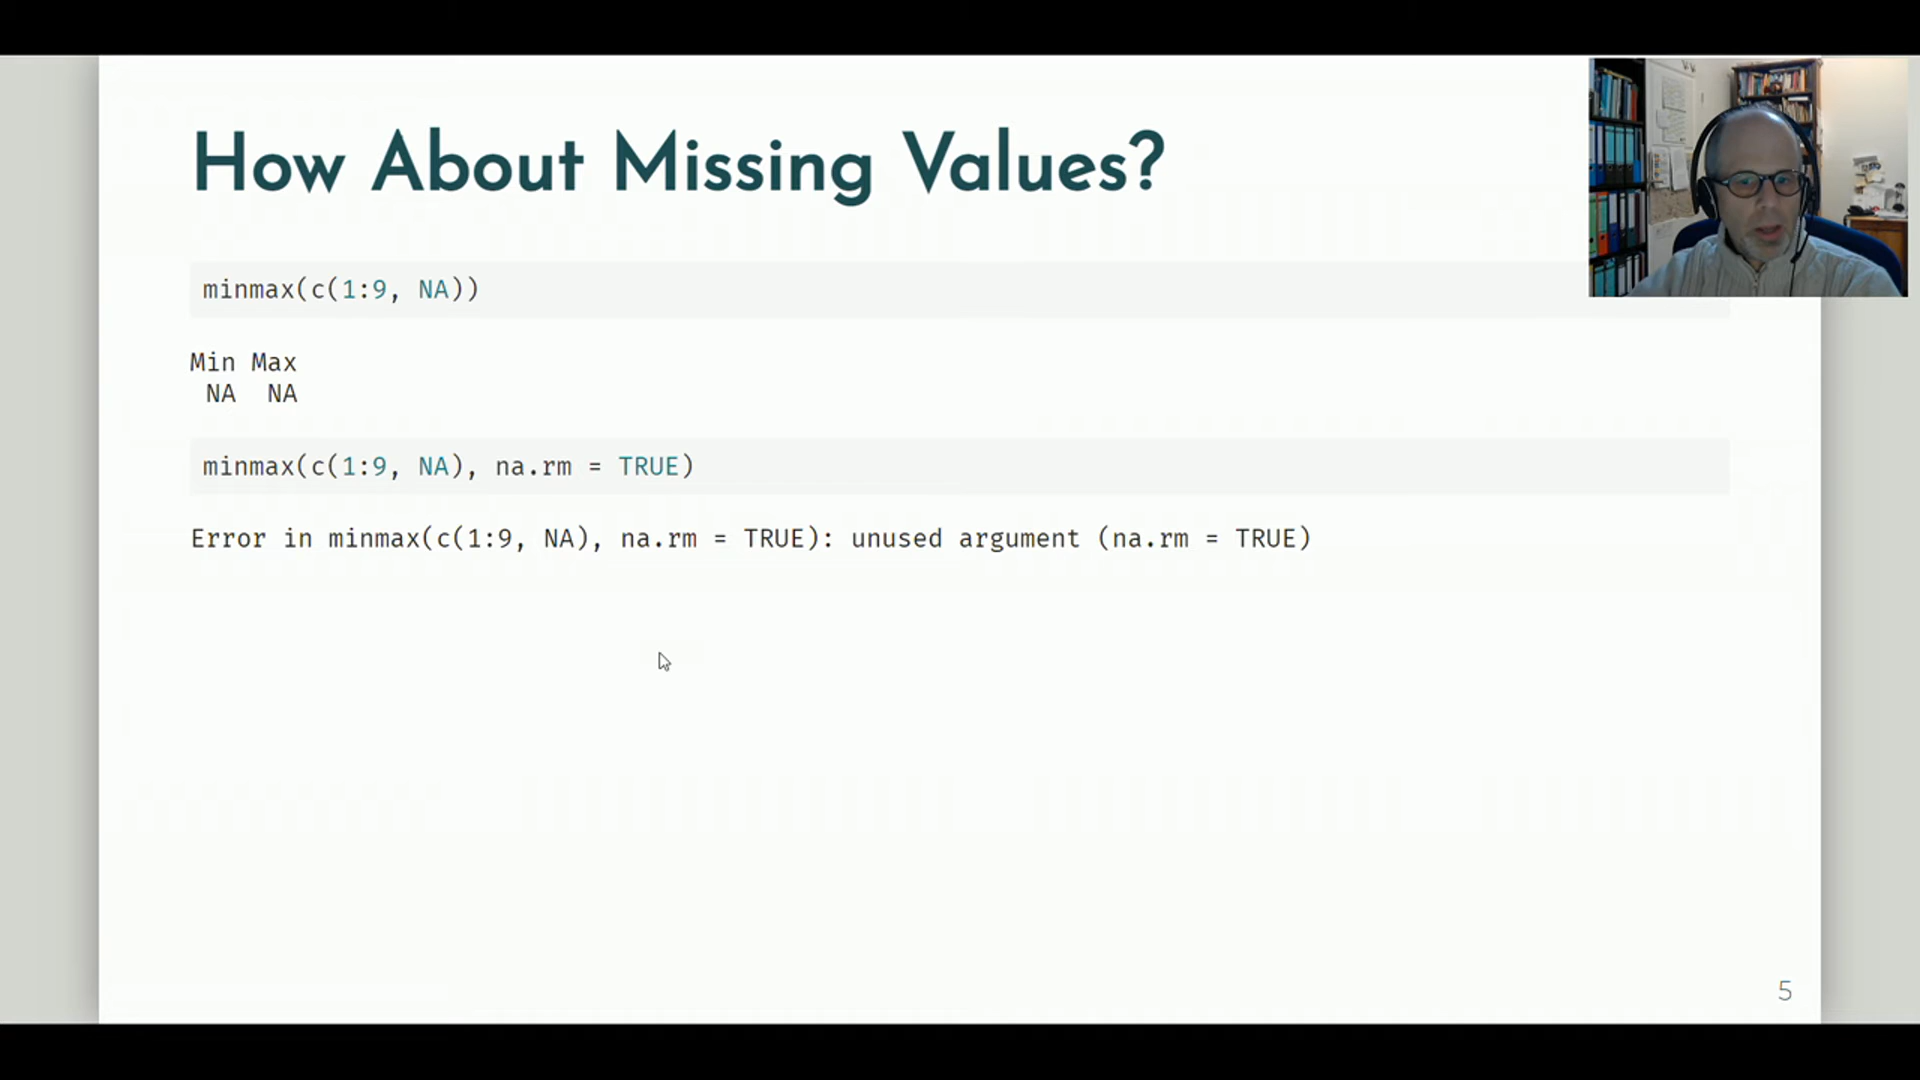 How About Missing Values?
minmax(c(1:9, NA))
Min Max
NA NA
minmax(c(1:9, NA), na.rm = TRUE)
Error in minmax(c(1:9, NA), na.rm = TRUE): unused argument (na.rm = TRUE)
5